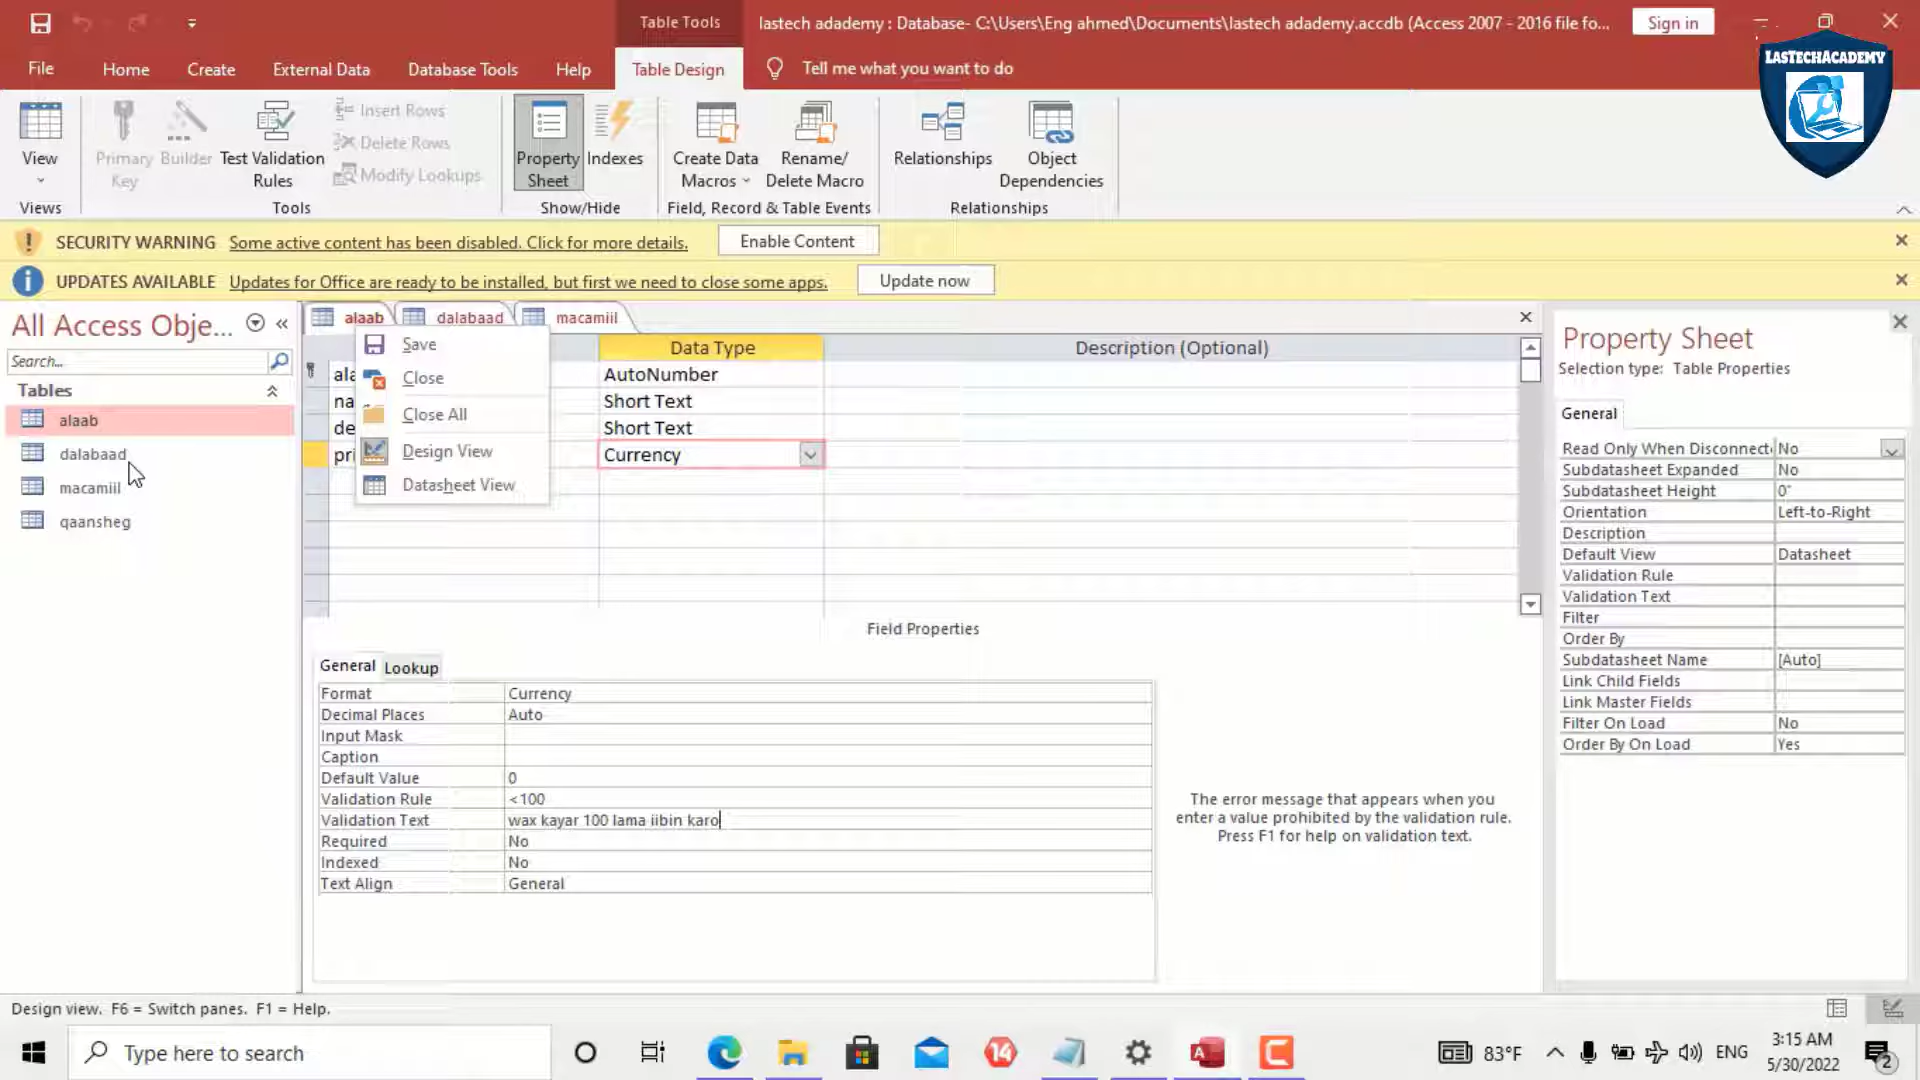 Table Tools
lastech adademy : Database- C:\Users\Eng ahmed\Documents\lastech adademy.accdb (Access 2007 - 2016 file fo...
Sign in
File
Home
Create
External Data
Database Tools
Help
Table Design
Tell me what you want to do
LASTECHACADEMY
View
Primary Key
Builder
Test Validation Rules
Insert Rows
Delete Rows
Modify Lookups
Property Sheet
Indexes
Create Data Macros
Rename/ Delete Macro
Relationships
Object Dependencies
Views
Tools
Show/Hide
Field, Record & Table Events
Relationships
SECURITY WARNING Some active content has been disabled. Click for more details. Enable Content
UPDATES AVAILABLE Updates for Office are ready to be installed, but first we need to close some apps. Update now
All Access Obje...
Search...
Tables
alaab
dalabaad
macamiil
qaansheg
alaab
dalabaad
macamiil
Save
Close
Close All
Design View
Datasheet View
Data Type
Description (Optional)
ala AutoNumber
na Short Text
de Short Text
pri Currency
Field Properties
General Lookup
Format Currency
Decimal Places Auto
Input Mask
Caption
Default Value 0
Validation Rule <100
Validation Text wax kayar 100 lama iibin karo
Required No
Indexed No
Text Align General
The error message that appears when you
enter a value prohibited by the validation rule.
Press F1 for help on validation text.
Property Sheet
Selection type: Table Properties
General
Read Only When Disconnect No
Subdatasheet Expanded No
Subdatasheet Height 0"
Orientation Left-to-Right
Description
Default View Datasheet
Validation Rule
Validation Text
Filter
Order By
Subdatasheet Name [Auto]
Link Child Fields
Link Master Fields
Filter On Load No
Order By On Load Yes
Design view. F6 = Switch panes. F1 = Help.
Type here to search
14
83°F
ENG
3:15 AM
5/30/2022
2